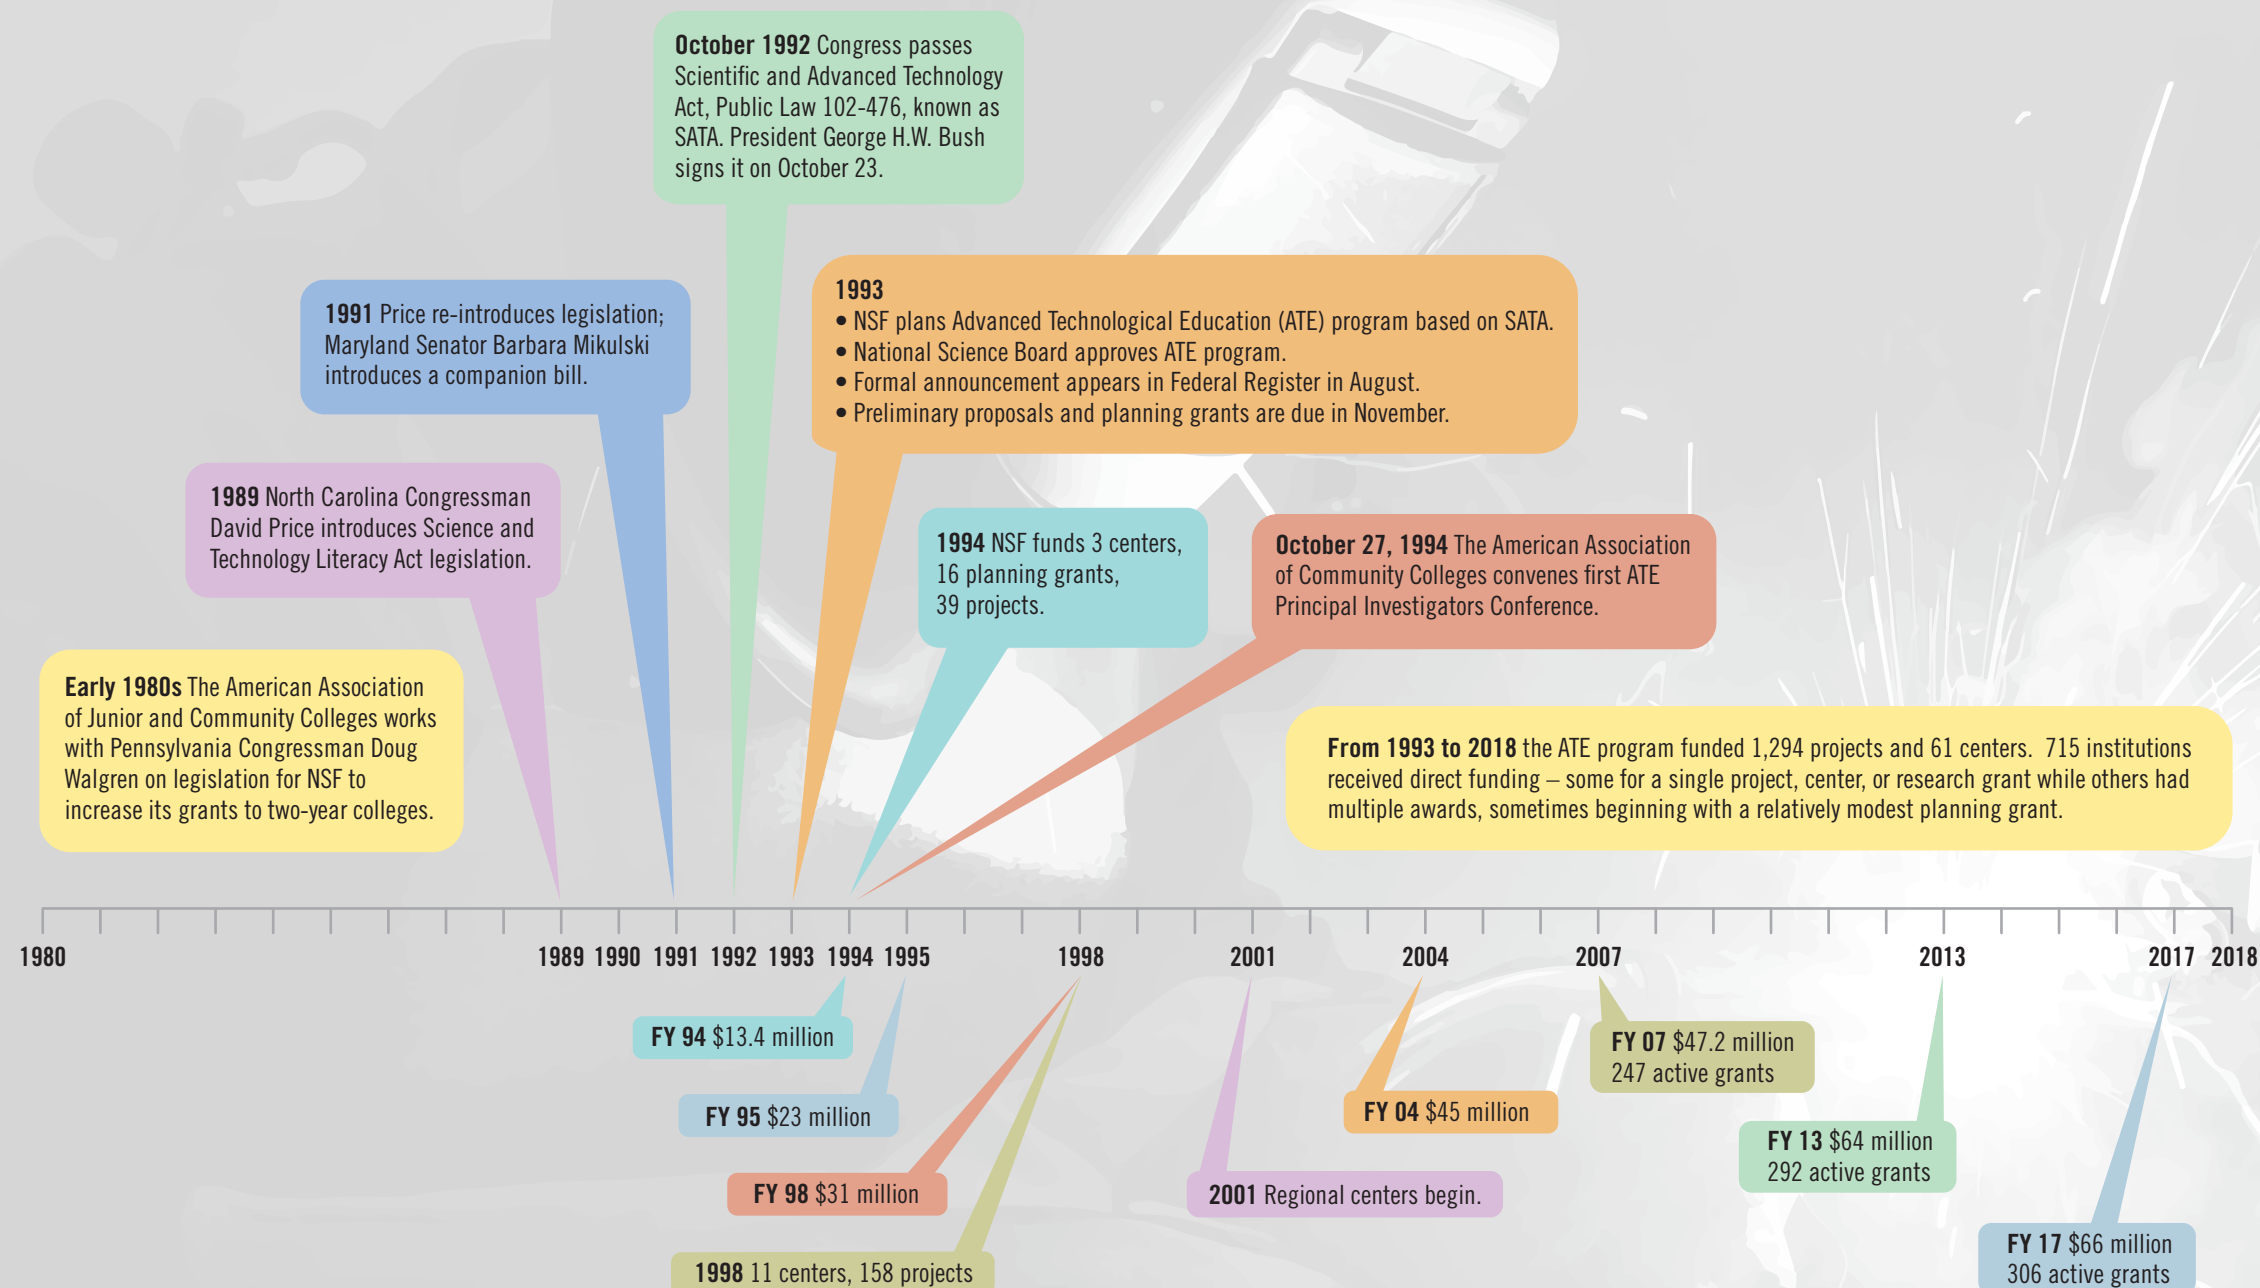 October 1992 Congress passes
Scientific and Advanced Technology
Act, Public Law 102-476, known as
SATA. President George H.W. Bush
signs it on October 23.
1991 Price re-introduces legislation;
Maryland Senator Barbara Mikulski
introduces a companion bill.
1993
• NSF plans Advanced Technological Education (ATE) program based on SATA.
• National Science Board approves ATE program.
• Formal announcement appears in Federal Register in August.
• Preliminary proposals and planning grants are due in November.
1989 North Carolina Congressman
David Price introduces Science and
Technology Literacy Act legislation.
1994 NSF funds 3 centers,
16 planning grants,
39 projects.
October 27, 1994 The American Association
of Community Colleges convenes first ATE
Principal Investigators Conference.
Early 1980s The American Association
of Junior and Community Colleges works
with Pennsylvania Congressman Doug
Walgren on legislation for NSF to
increase its grants to two-year colleges.
From 1993 to 2018 the ATE program funded 1,294 projects and 61 centers. 715 institutions
received direct funding – some for a single project, center, or research grant while others had
multiple awards, sometimes beginning with a relatively modest planning grant.
1980 1989 1990 1991 1992 1993 1994 1995 1998 2001 2004 2007 2013 2017 2018
FY 94 $13.4 million
FY 95 $23 million
FY 98 $31 million
1998 11 centers, 158 projects
2001 Regional centers begin.
FY 04 $45 million
FY 07 $47.2 million
247 active grants
FY 13 $64 million
292 active grants
FY 17 $66 million
306 active grants